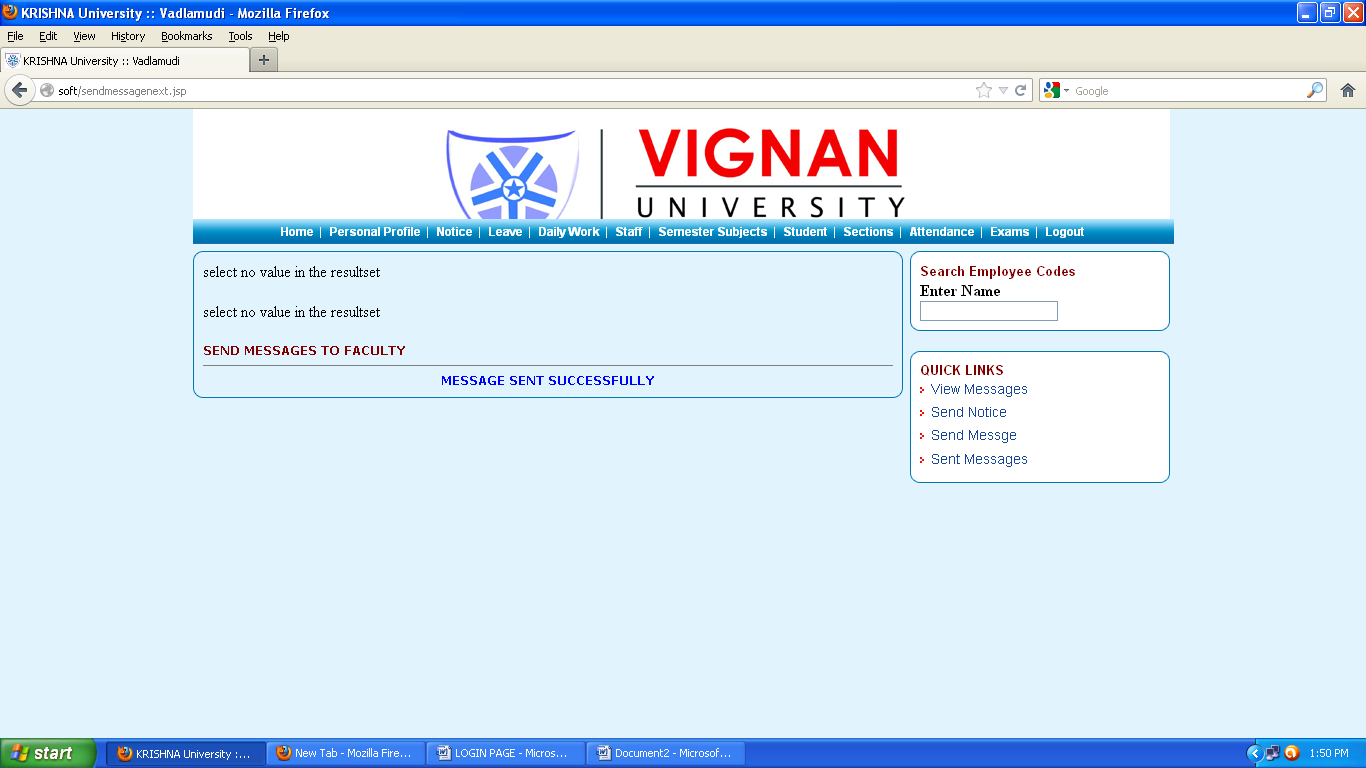 KRISHNA University :: Vadlamudi - Mozilla Firefox
File Edit View History Bookmarks Tools Help
KRISHNA University :: Vadlamudi
soft/sendmessagenext.jsp
Google
VIGNAN
UNIVERSITY
Home | Personal Profile | Notice | Leave | Daily Work | Staff | Semester Subjects | Student | Sections | Attendance | Exams | Logout
select no value in the resultset
select no value in the resultset
SEND MESSAGES TO FACULTY
MESSAGE SENT SUCCESSFULLY
Search Employee Codes
Enter Name
QUICK LINKS
View Messages
Send Notice
Send Messge
Sent Messages
start
KRISHNA University :...
New Tab - Mozilla Fire...
LOGIN PAGE - Micros...
Document2 - Microsof...
1:50 PM